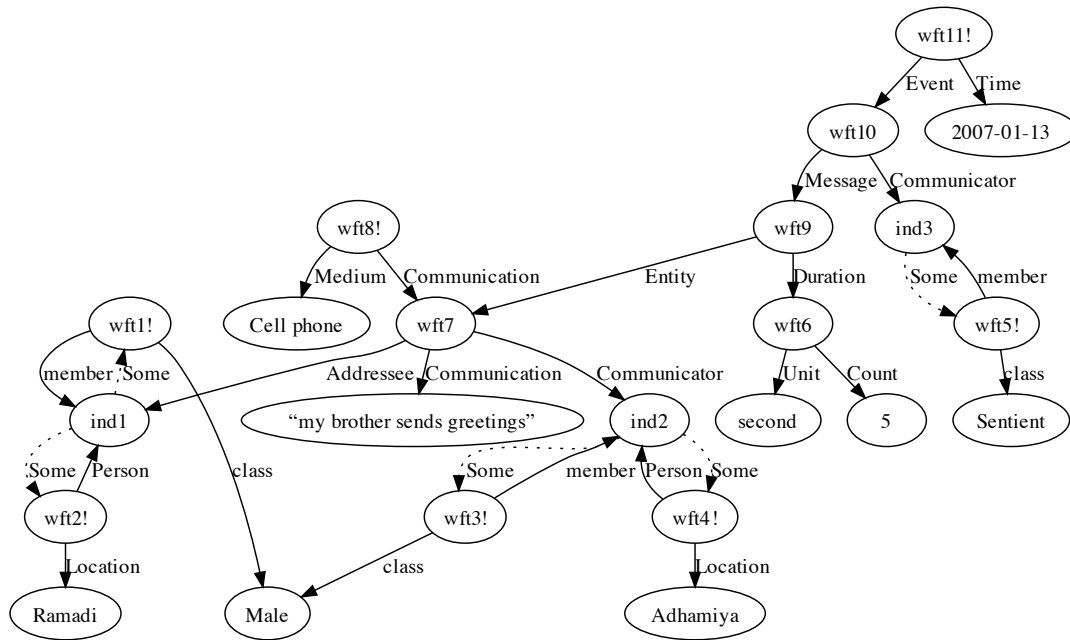 wft11!
Event Time
wft10 2007-01-13
Message Communicator
wft8! wft9 ind3
Medium Communication Entity Duration Some member
wft1! Cell phone wft7 wft6 wft5!
member Some Addressee Communication Communicator Unit Count class
ind1 “my brother sends greetings” ind2 second 5 Sentient
Some Person class Some member Person Some
wft2! wft3! wft4!
Location class Location
Ramadi Male Adhamiya